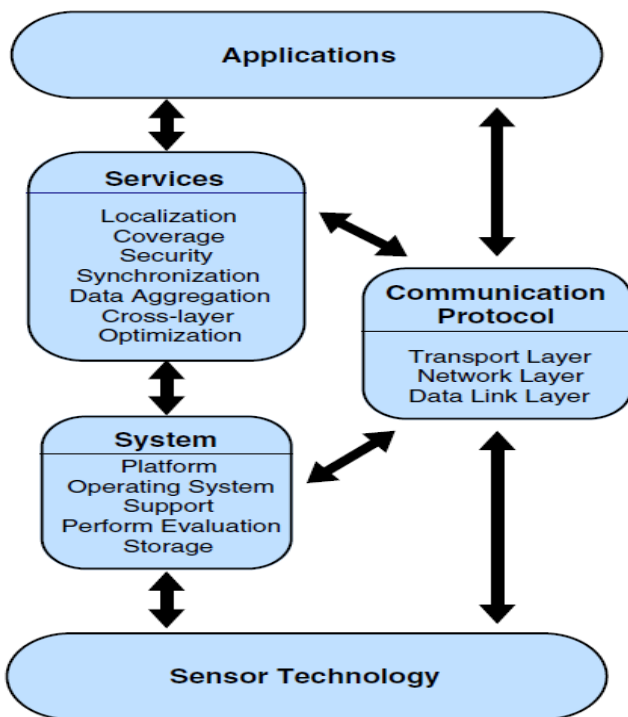 Applications
Services
Localization
Coverage
Security
Synchronization
Data Aggregation
Cross-layer
Optimization
Communication
Protocol
Transport Layer
Network Layer
Data Link Layer
System
Platform
Operating System
Support
Perform Evaluation
Storage
Sensor Technology